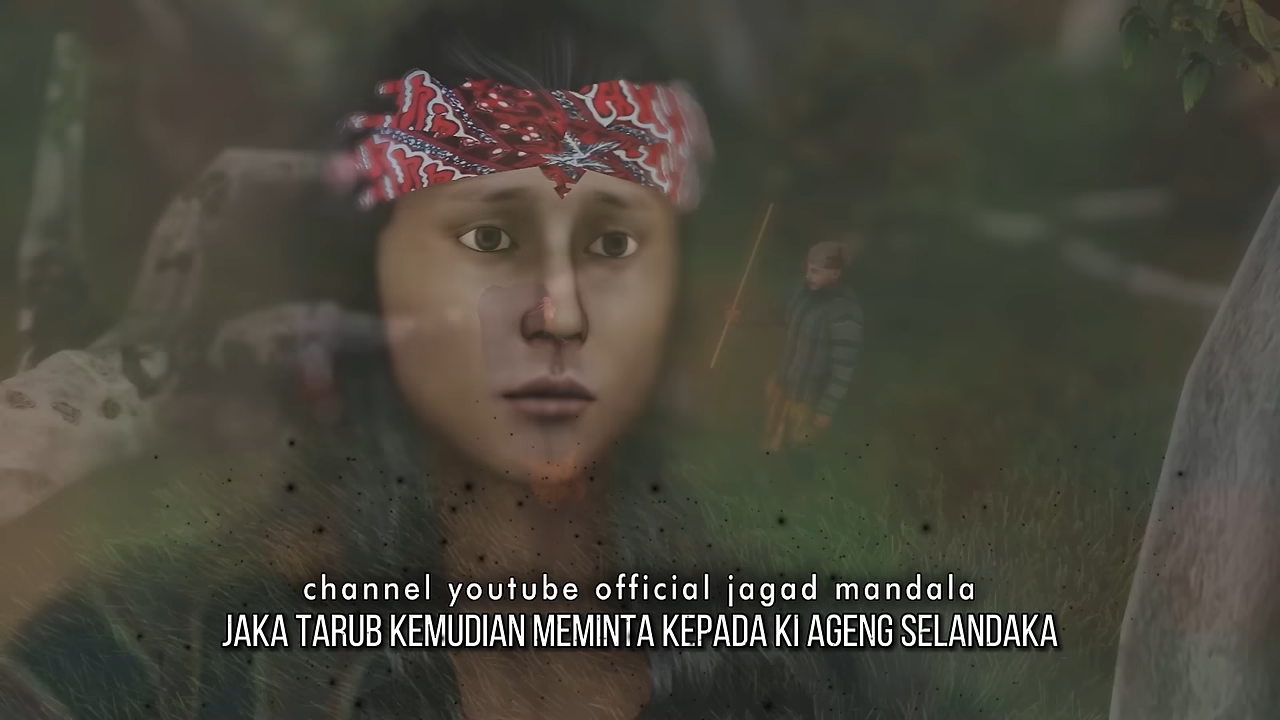 channel youtube official jagad mandala
JAKA TARUB KEMUDIAN MEMINTA KEPADA KI AGENG SELANDAKA